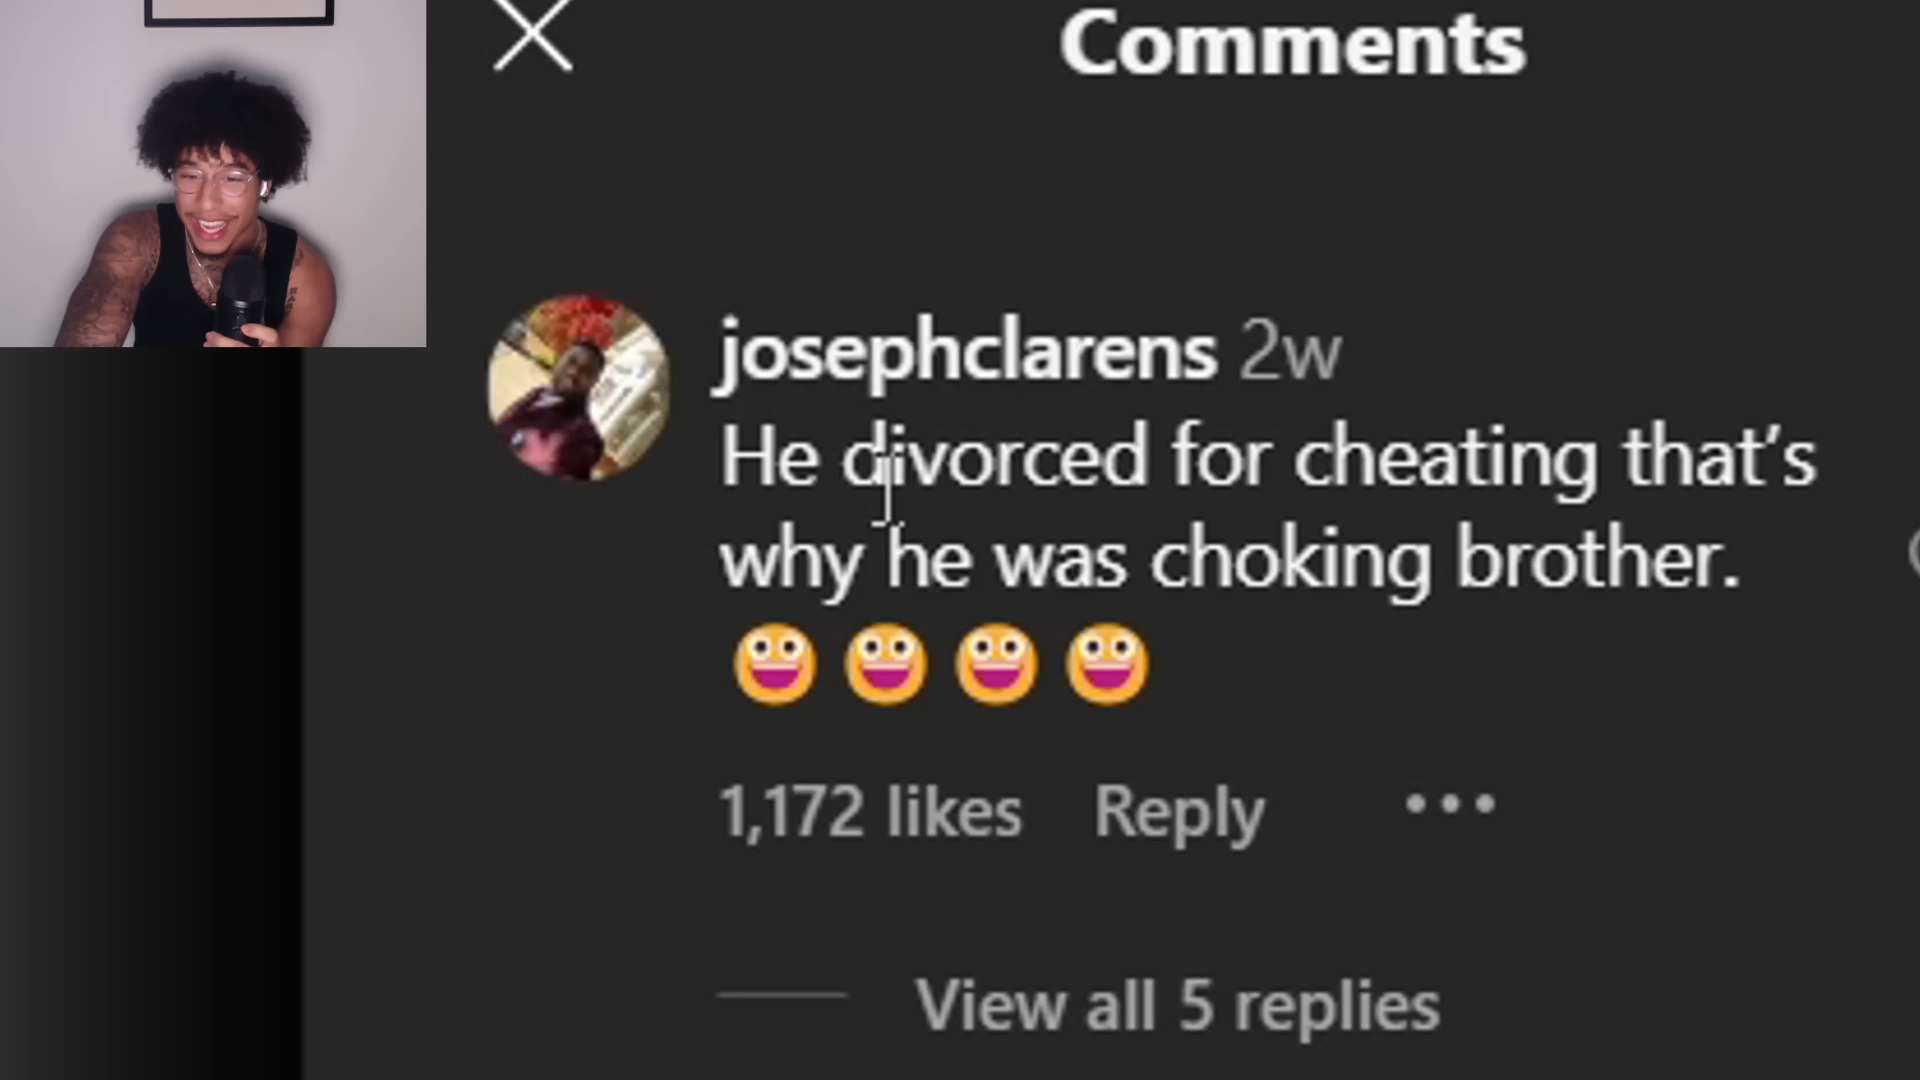 Comments
josephclarens 2w
He divorced for cheating that’s
why he was choking brother.
😀😀😀😀
1,172 likes Reply •••
View all 5 replies